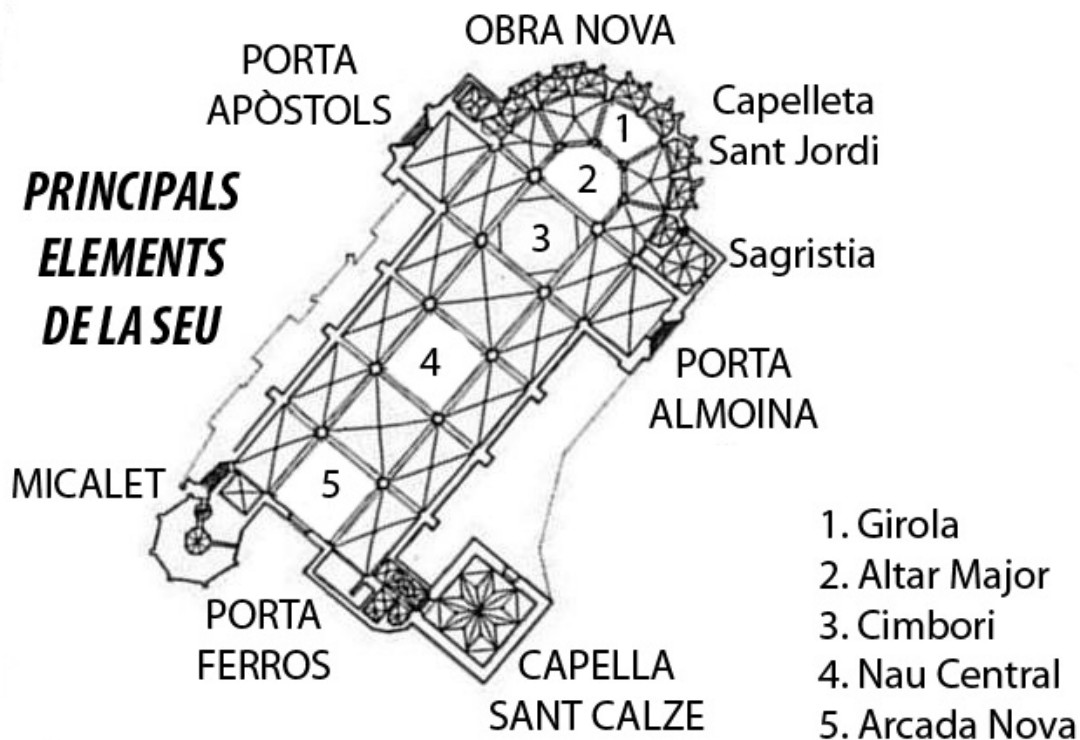 OBRA NOVA
PORTA
APÒSTOLS
Capelleta
Sant Jordi
PRINCIPALS
ELEMENTS
DE LA SEU
1
2
3
Sagristia
4
PORTA
ALMOINA
MICALET
5
PORTA
FERROS
CAPELLA
SANT CALZE
1. Girola
2. Altar Major
3. Cimbori
4. Nau Central
5. Arcada Nova